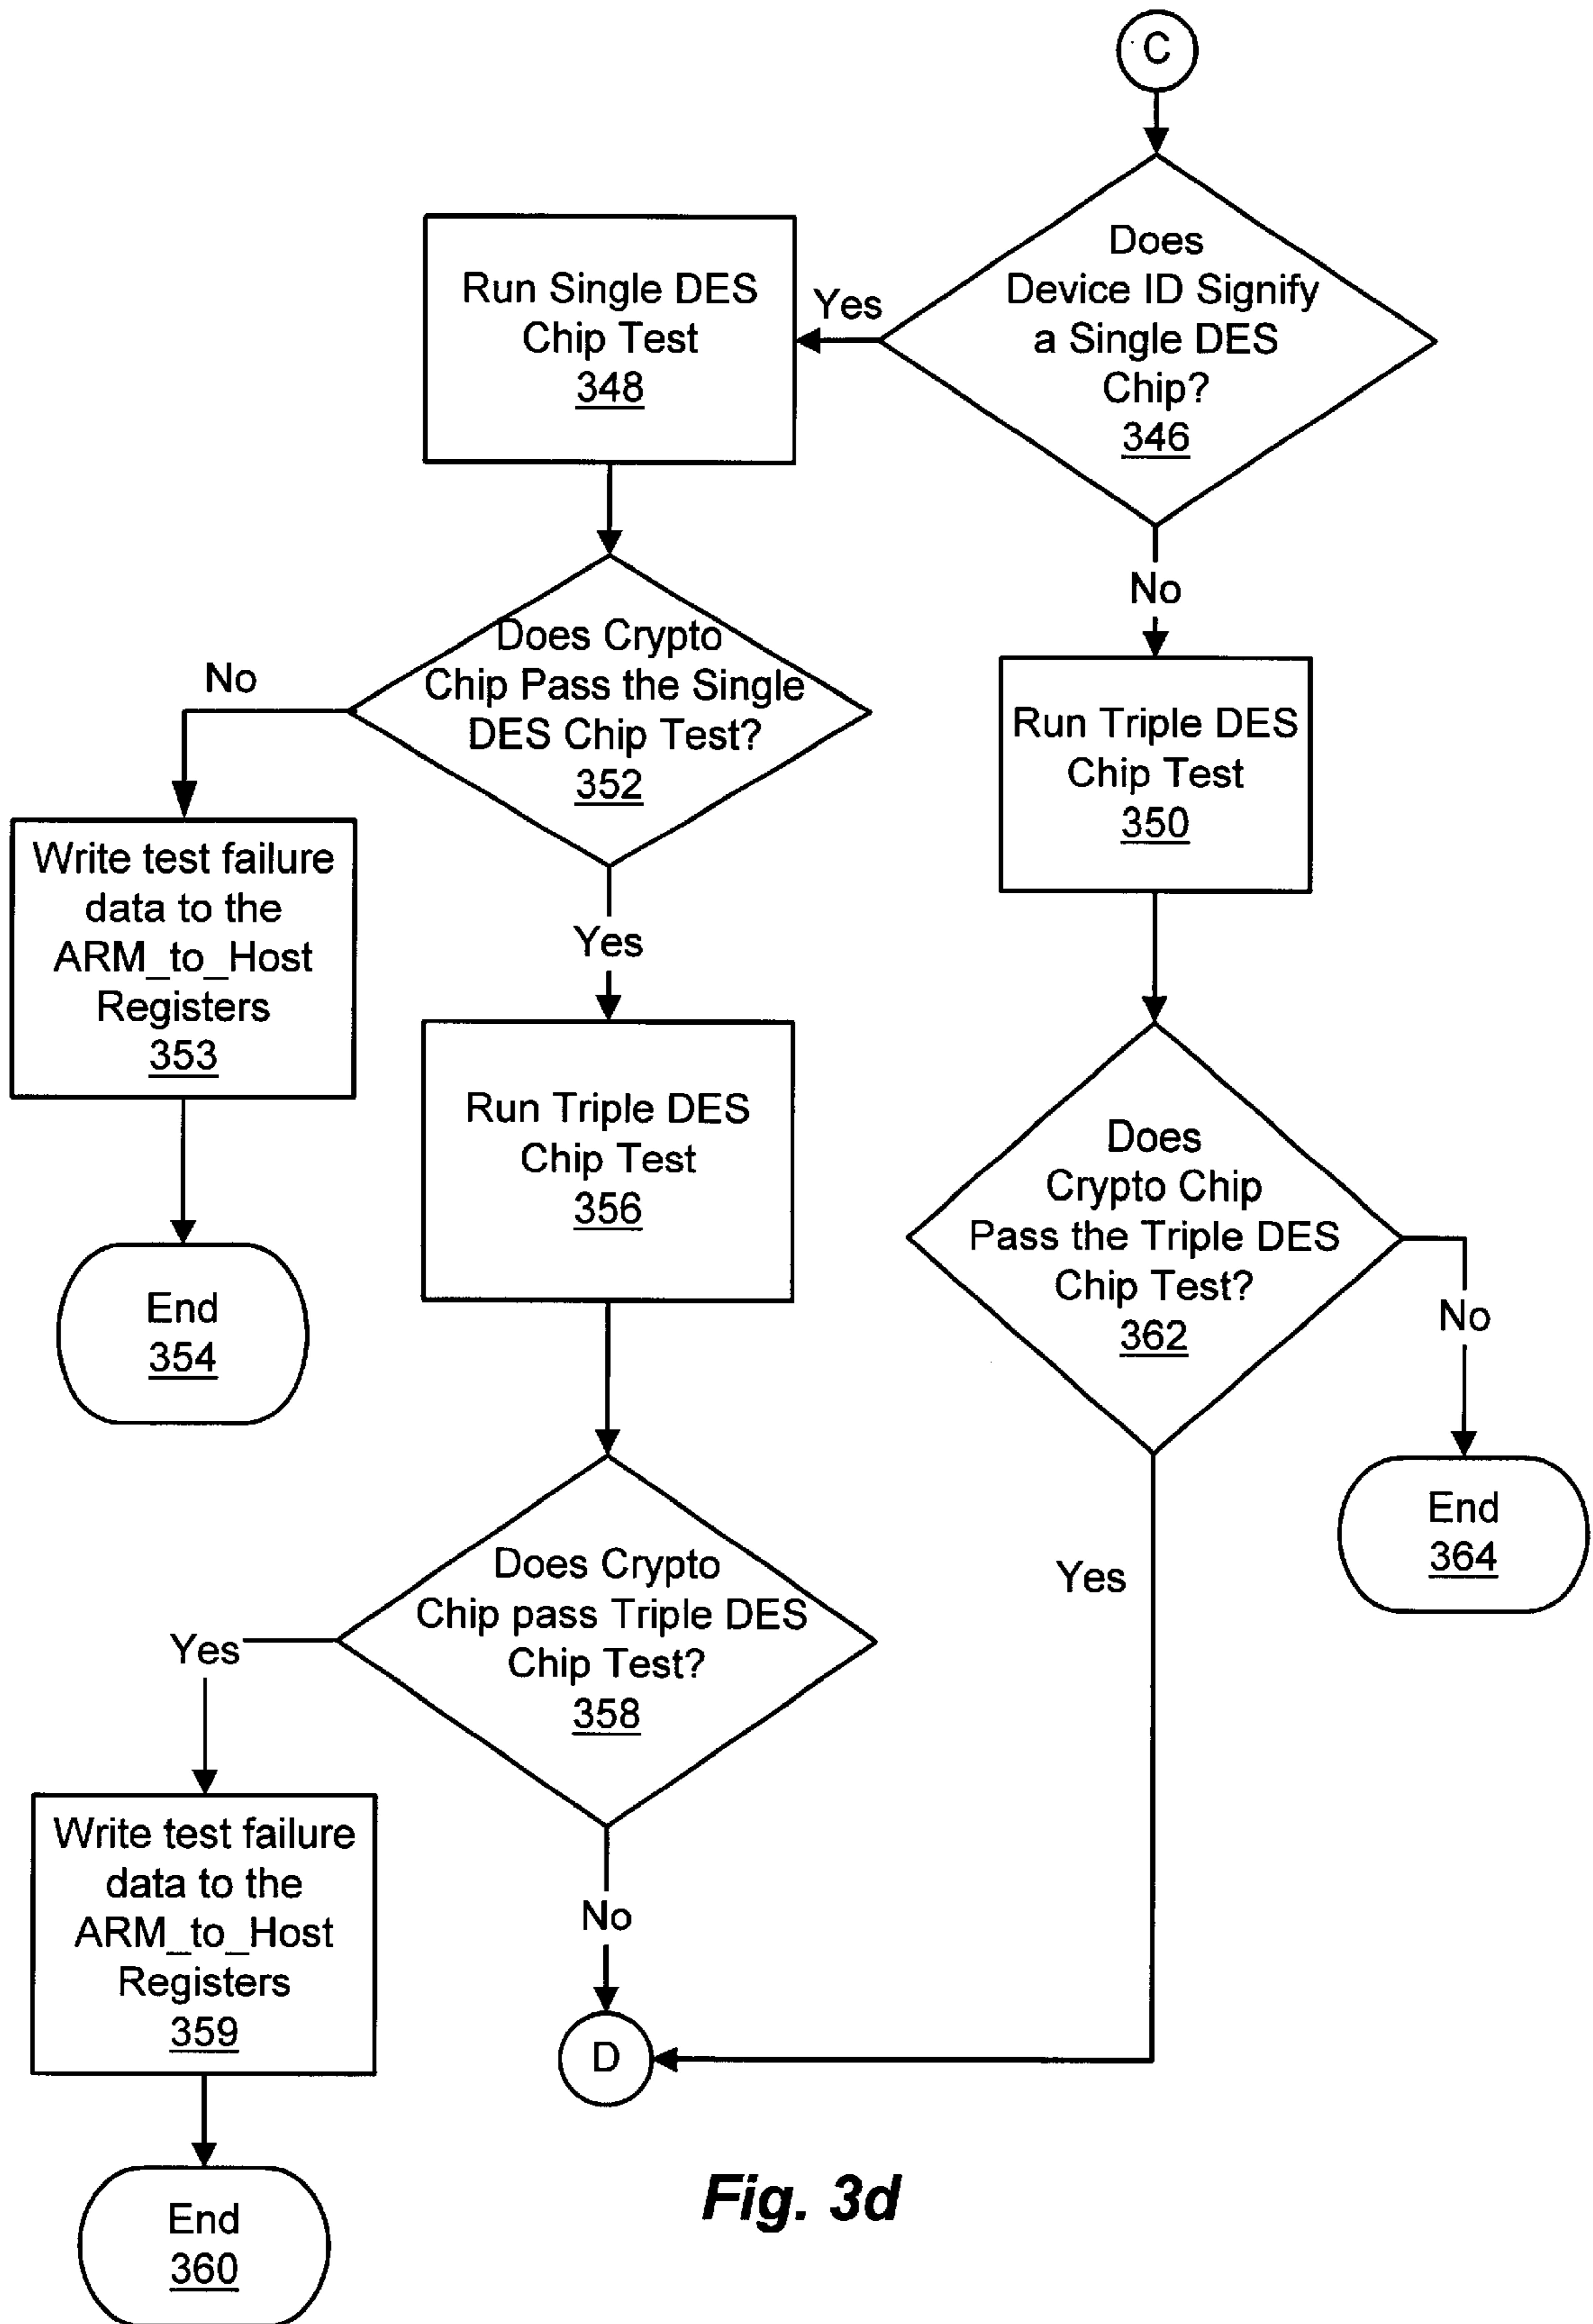 C
Does
Device ID Signify
a Single DES
Chip?
346
Yes
Run Single DES
Chip Test
348
No
Does Crypto
Chip Pass the Single
DES Chip Test?
352
No
Run Triple DES
Chip Test
350
Write test failure
data to the
ARM_to_Host
Registers
353
Yes
Run Triple DES
Chip Test
356
Does
Crypto Chip
Pass the Triple DES
Chip Test?
362
No
End
354
End
364
Yes
Does Crypto
Chip pass Triple DES
Chip Test?
358
Yes
Write test failure
data to the
ARM_to_Host
Registers
359
No
D
End
360
Fig. 3d